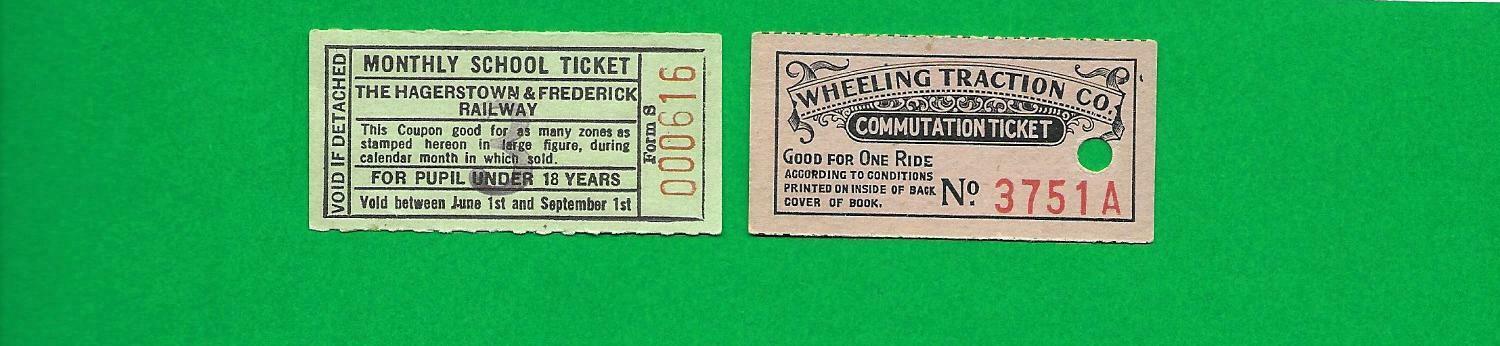 VOID IF DETACHED
MONTHLY SCHOOL TICKET
THE HAGERSTOWN & FREDERICK
RAILWAY
This Coupon good for as many zones as
stamped hereon in large figure, during
calendar month in which sold.
FOR PUPIL UNDER 18 YEARS
Void between June 1st and September 1st
3
Form S
000616
WHEELING TRACTION CO.
COMMUTATION TICKET
GOOD FOR ONE RIDE
ACCORDING TO CONDITIONS
PRINTED ON INSIDE OF BACK
COVER OF BOOK.
No. 3751A